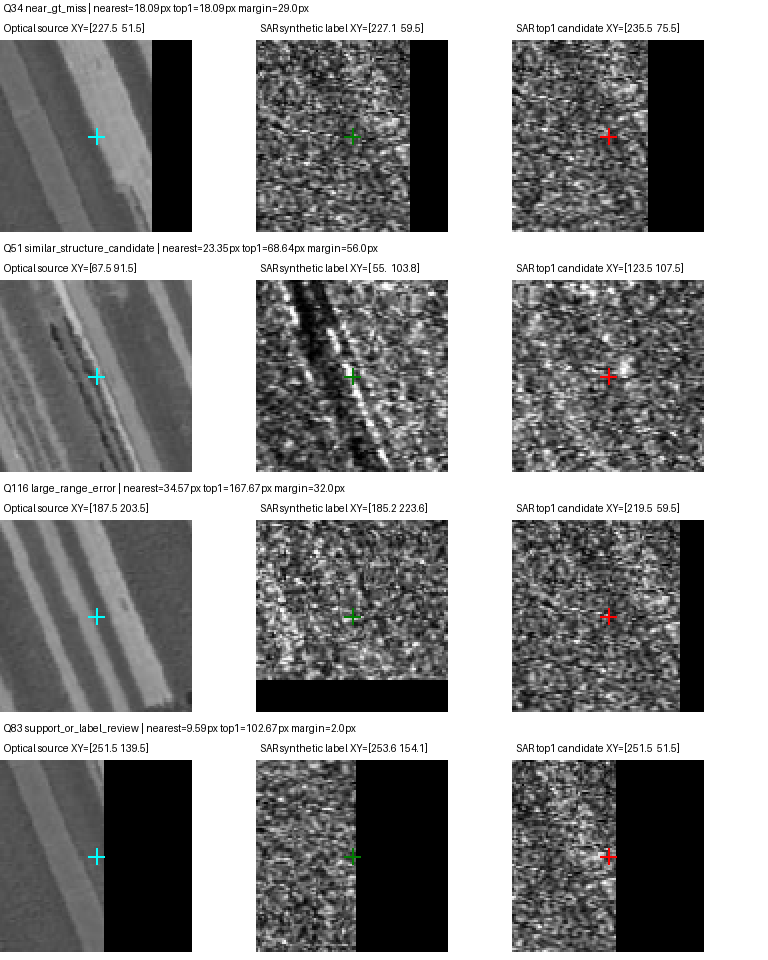 Q34 near_gt_miss | nearest=18.09px top1=18.09px margin=29.0px
Optical source XY=[227.5 51.5] SAR synthetic label XY=[227.1 59.5] SAR top1 candidate XY=[235.5 75.5]
Q51 similar_structure_candidate | nearest=23.35px top1=68.64px margin=56.0px
Optical source XY=[67.5 91.5] SAR synthetic label XY=[55. 103.8] SAR top1 candidate XY=[123.5 107.5]
Q116 large_range_error | nearest=34.57px top1=167.67px margin=32.0px
Optical source XY=[187.5 203.5] SAR synthetic label XY=[185.2 223.6] SAR top1 candidate XY=[219.5 59.5]
Q83 support_or_label_review | nearest=9.59px top1=102.67px margin=2.0px
Optical source XY=[251.5 139.5] SAR synthetic label XY=[253.6 154.1] SAR top1 candidate XY=[251.5 51.5]